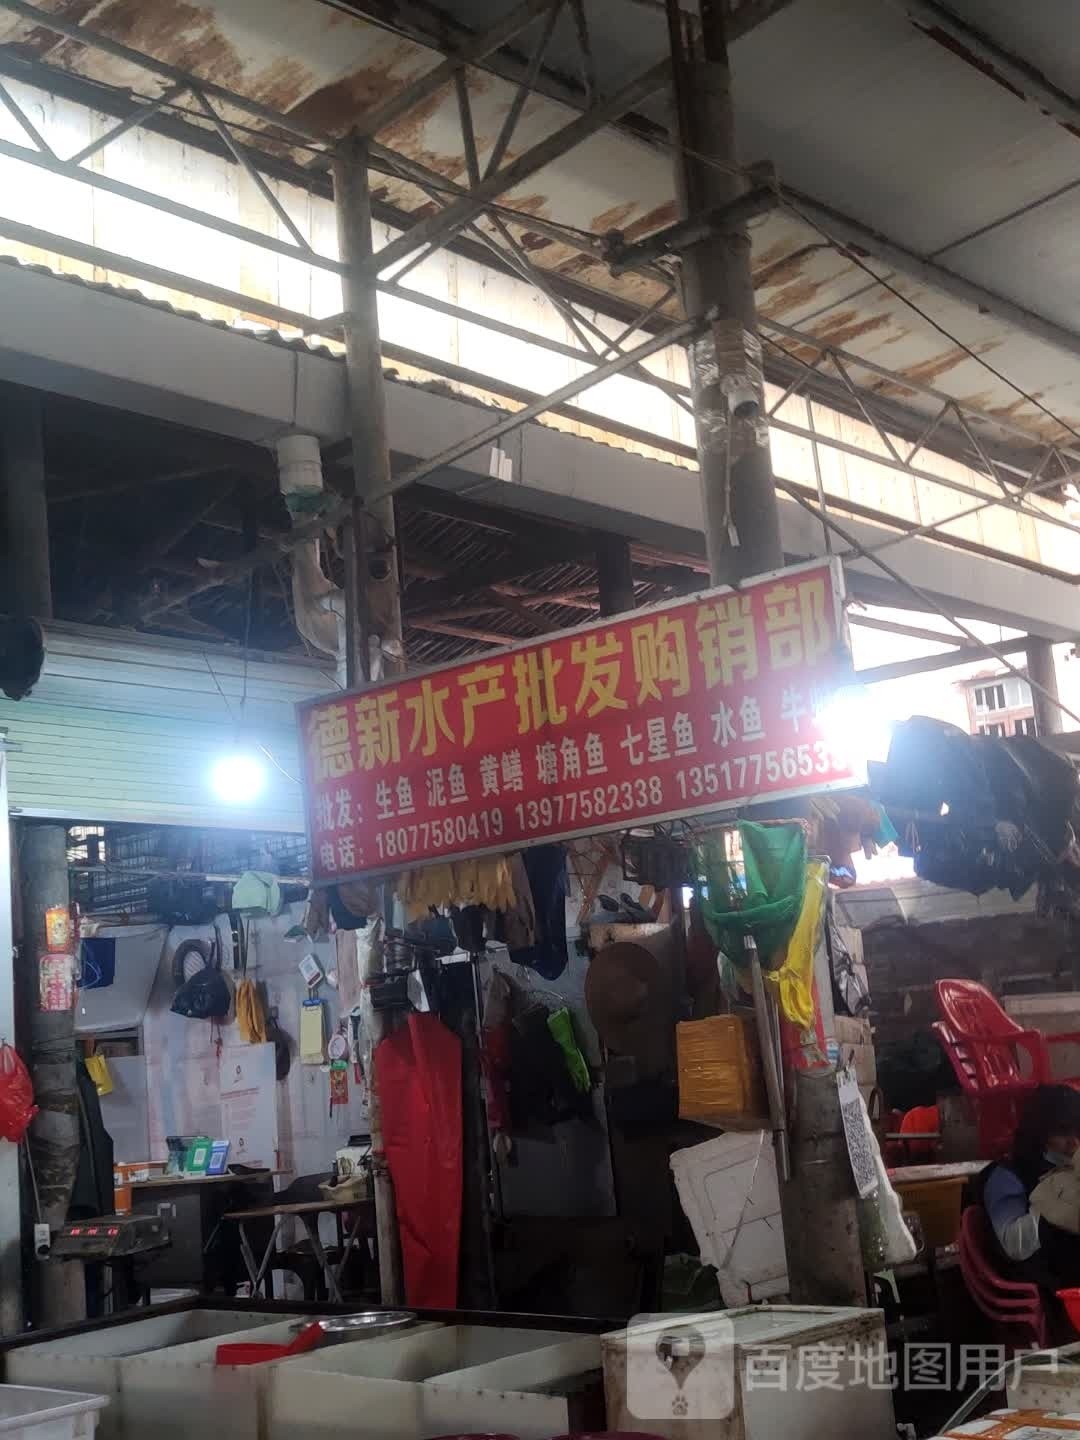 德新水产批发购销部
批发：生鱼 泥鱼 黄鳝 塘角鱼 七星鱼 水鱼 牛
电话：18077580419 13977582338
百度地图用户